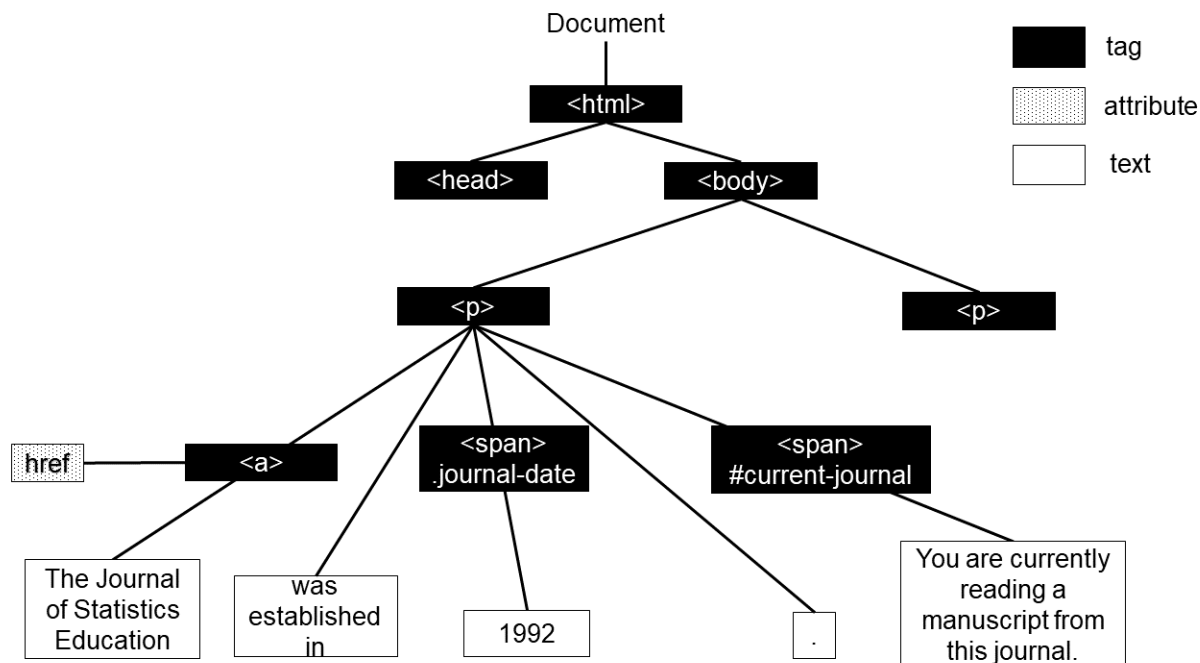 Document
tag
<html>
attribute
<head>
<body>
text
<p>
<p>
href
<a>
<span>
.journal-date
<span>
#current-journal
The Journal
of Statistics
Education
was
established
in
1992
.
You are currently
reading a
manuscript from
this journal.